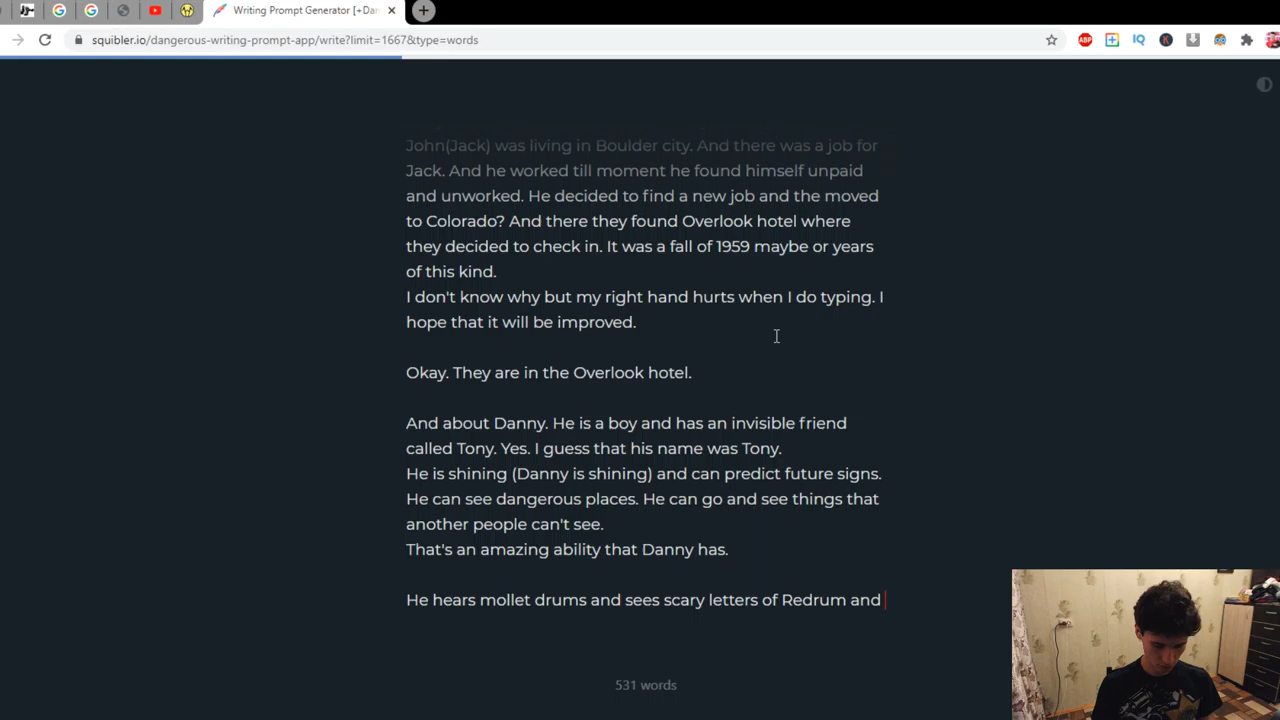 Writing Prompt Generator [+Dan
squibler.io/dangerous-writing-prompt-app/write?limit=1667&type=words
ABP
IQ
John(Jack) was living in Boulder city. And there was a job for
Jack. And he worked till moment he found himself unpaid
and unworked. He decided to find a new job and the moved
to Colorado? And there they found Overlook hotel where
they decided to check in. It was a fall of 1959 maybe or years
of this kind.
I don't know why but my right hand hurts when I do typing. I
hope that it will be improved.
Okay. They are in the Overlook hotel.
And about Danny. He is a boy and has an invisible friend
called Tony. Yes. I guess that his name was Tony.
He is shining (Danny is shining) and can predict future signs.
He can see dangerous places. He can go and see things that
another people can't see.
That's an amazing ability that Danny has.
He hears mollet drums and sees scary letters of Redrum and
531 words